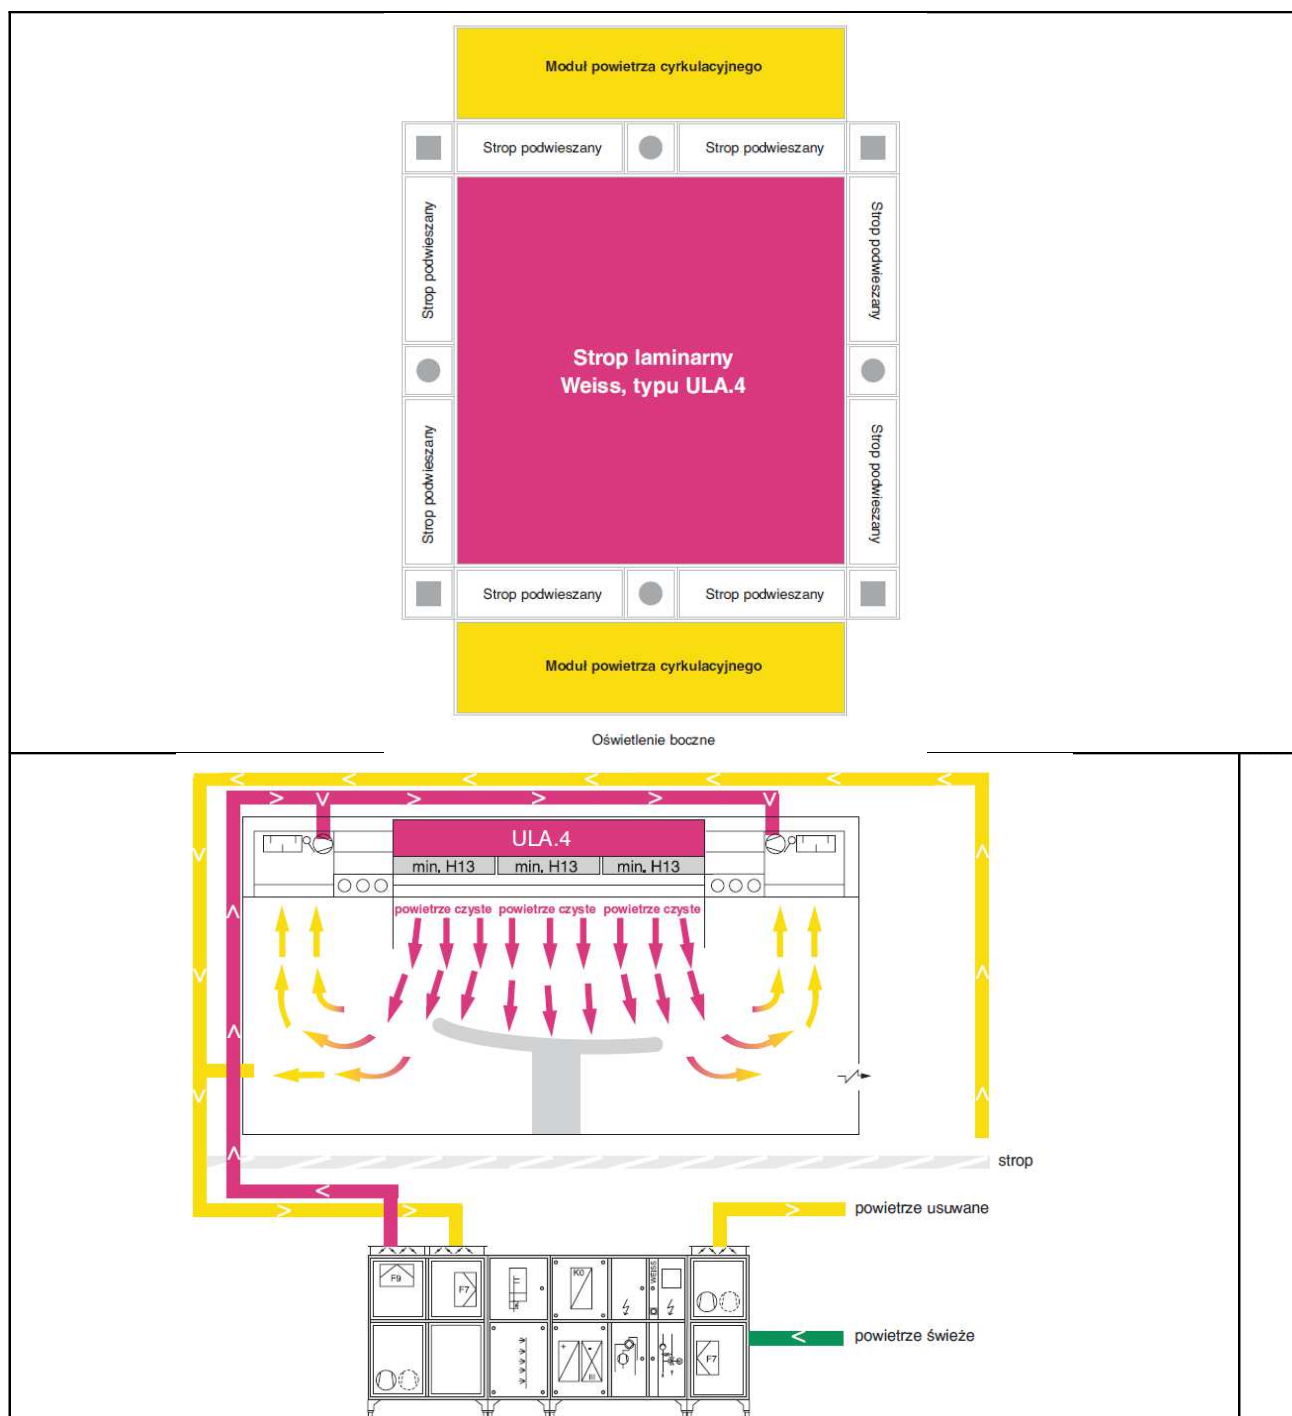 Moduł powietrza cyrkulacyjnego
Strop podwieszany
Strop podwieszany
Strop podwieszany
Strop podwieszany
Strop laminarny
Weiss, typu ULA.4
Strop podwieszany
Strop podwieszany
Strop podwieszany
Strop podwieszany
Moduł powietrza cyrkulacyjnego
Oświetlenie boczne
ULA.4
min. H13 min. H13 min. H13
powietrze czyste powietrze czyste powietrze czyste
strop
powietrze usuwane
F9
F7
K0
WEISS
powietrze świeże
F7